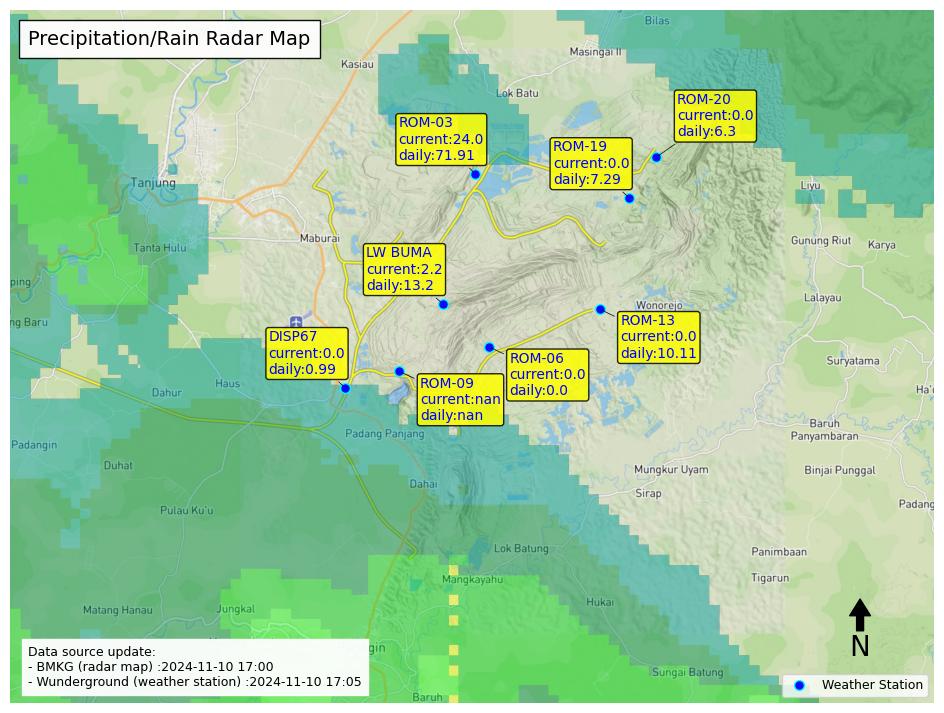 Precipitation/Rain Radar Map
Bilas
Masingai II
Kasiau
Lok Batu
ROM-20
current:0.0
daily:6.3
ROM-03
current:24.0
daily:71.91
ROM-19
current:0.0
daily:7.29
Tanjung
Liyu
Maburai
Tanta Hulu
Gunung Riut
Karya
LW BUMA
current:2.2
daily:13.2
ping
Lalayau
Wonorejo
ng Baru
ROM-13
current:0.0
daily:10.11
DISP67
current:0.0
daily:0.99
ROM-06
current:0.0
daily:0.0
Suryatama
Haus
Dahur
ROM-09
current:nan
daily:nan
Ha'
Baruh
Panyambaran
Padang Panjang
Padangin
Duhat
Mungkur Uyam
Binjai Punggal
Dahai
Sirap
Padang
Pulau Ku'u
Lok Batung
Panimbaan
Mangkayahu
Tigarun
Matang Hanau
Jungkal
Hukai
N
gin
Data source update:
- BMKG (radar map) :2024-11-10 17:00
- Wunderground (weather station) :2024-11-10 17:05
Sungai Batung
Baruh
Weather Station